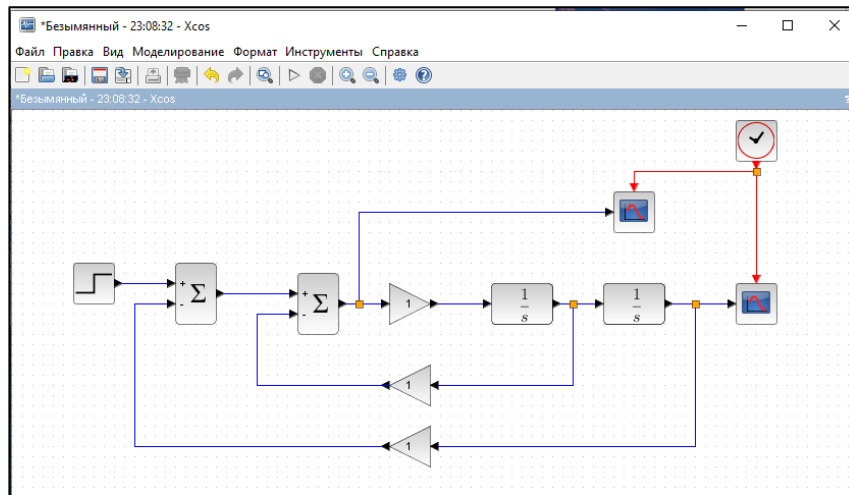 *Безымянный - 23:08:32 - Xcos
Файл Правка Вид Моделирование Формат Инструменты Справка
*Безымянный - 23:08:32 - Xcos
?
+
-
Σ
+
-
Σ
1
1
s
1
s
1
1